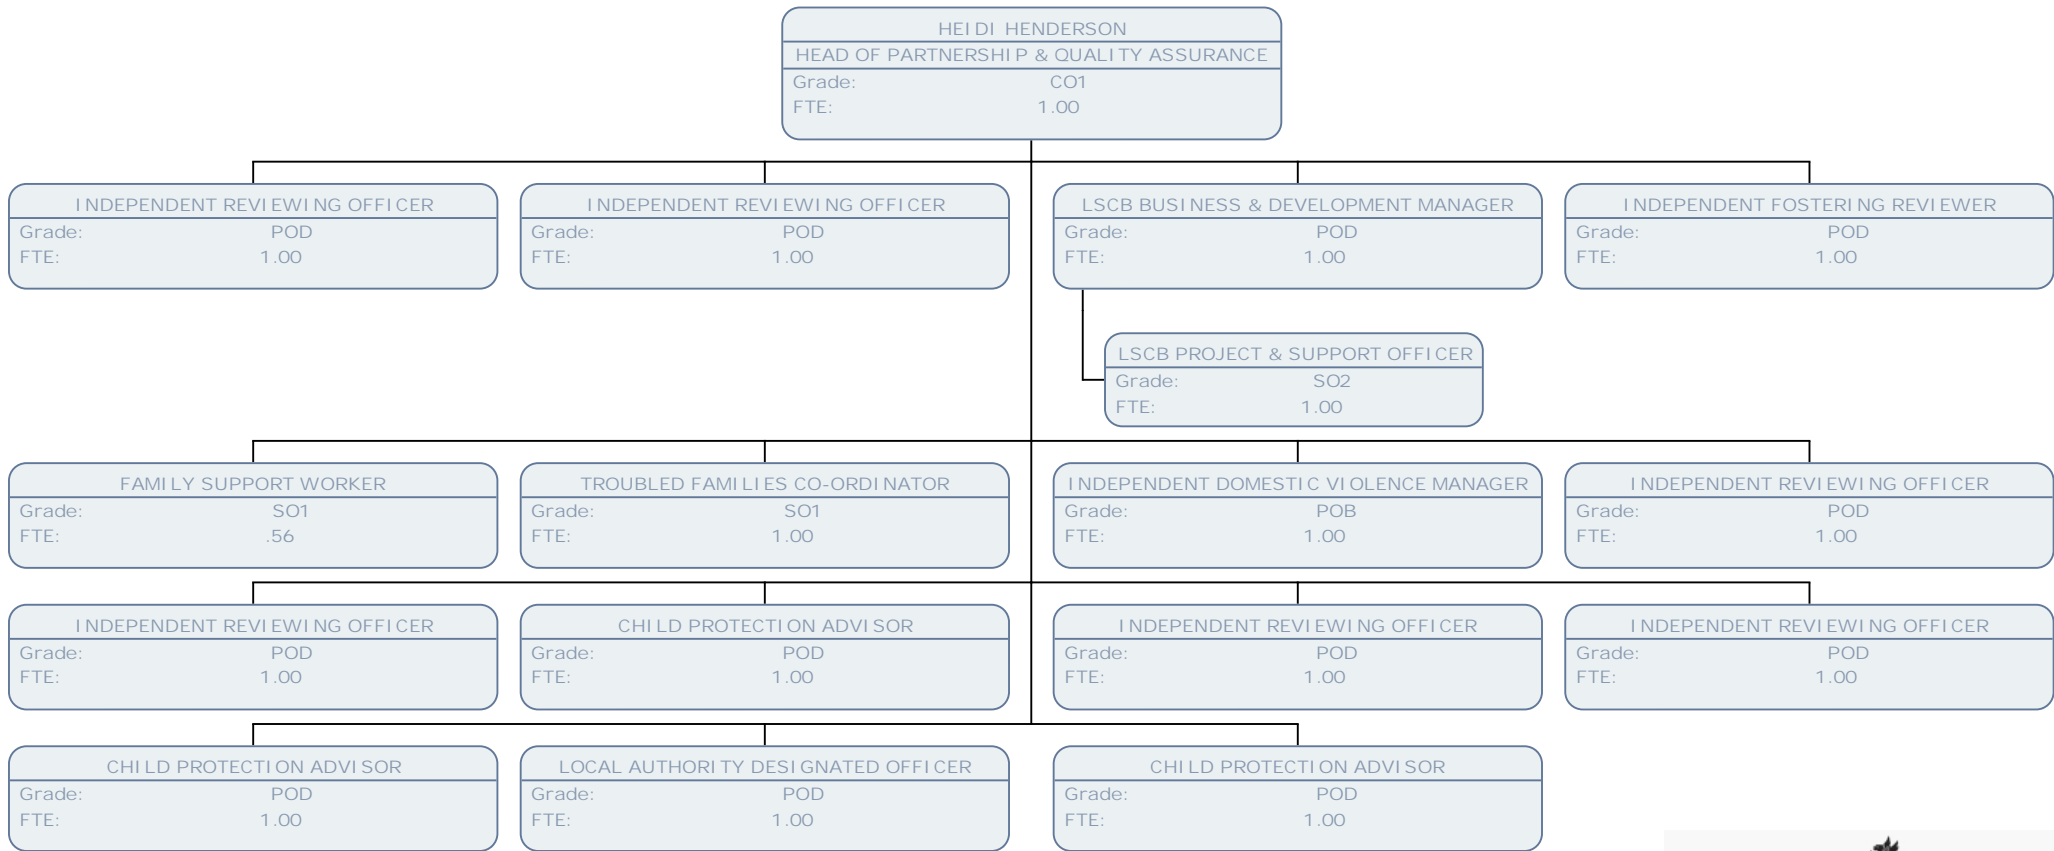 HEIDI HENDERSON
HEAD OF PARTNERSHIP & QUALITY ASSURANCE
Grade: CO1
FTE: 1.00
INDEPENDENT REVIEWING OFFICER
Grade: POD
FTE: 1.00
INDEPENDENT REVIEWING OFFICER
Grade: POD
FTE: 1.00
LSCB BUSINESS & DEVELOPMENT MANAGER
Grade: POD
FTE: 1.00
INDEPENDENT FOSTERING REVIEWER
Grade: POD
FTE: 1.00
LSCB PROJECT & SUPPORT OFFICER
Grade: SO2
FTE: 1.00
FAMILY SUPPORT WORKER
Grade: SO1
FTE: .56
TROUBLED FAMILIES CO-ORDINATOR
Grade: SO1
FTE: 1.00
INDEPENDENT DOMESTIC VIOLENCE MANAGER
Grade: POB
FTE: 1.00
INDEPENDENT REVIEWING OFFICER
Grade: POD
FTE: 1.00
INDEPENDENT REVIEWING OFFICER
Grade: POD
FTE: 1.00
CHILD PROTECTION ADVISOR
Grade: POD
FTE: 1.00
INDEPENDENT REVIEWING OFFICER
Grade: POD
FTE: 1.00
INDEPENDENT REVIEWING OFFICER
Grade: POD
FTE: 1.00
CHILD PROTECTION ADVISOR
Grade: POD
FTE: 1.00
LOCAL AUTHORITY DESIGNATED OFFICER
Grade: POD
FTE: 1.00
CHILD PROTECTION ADVISOR
Grade: POD
FTE: 1.00